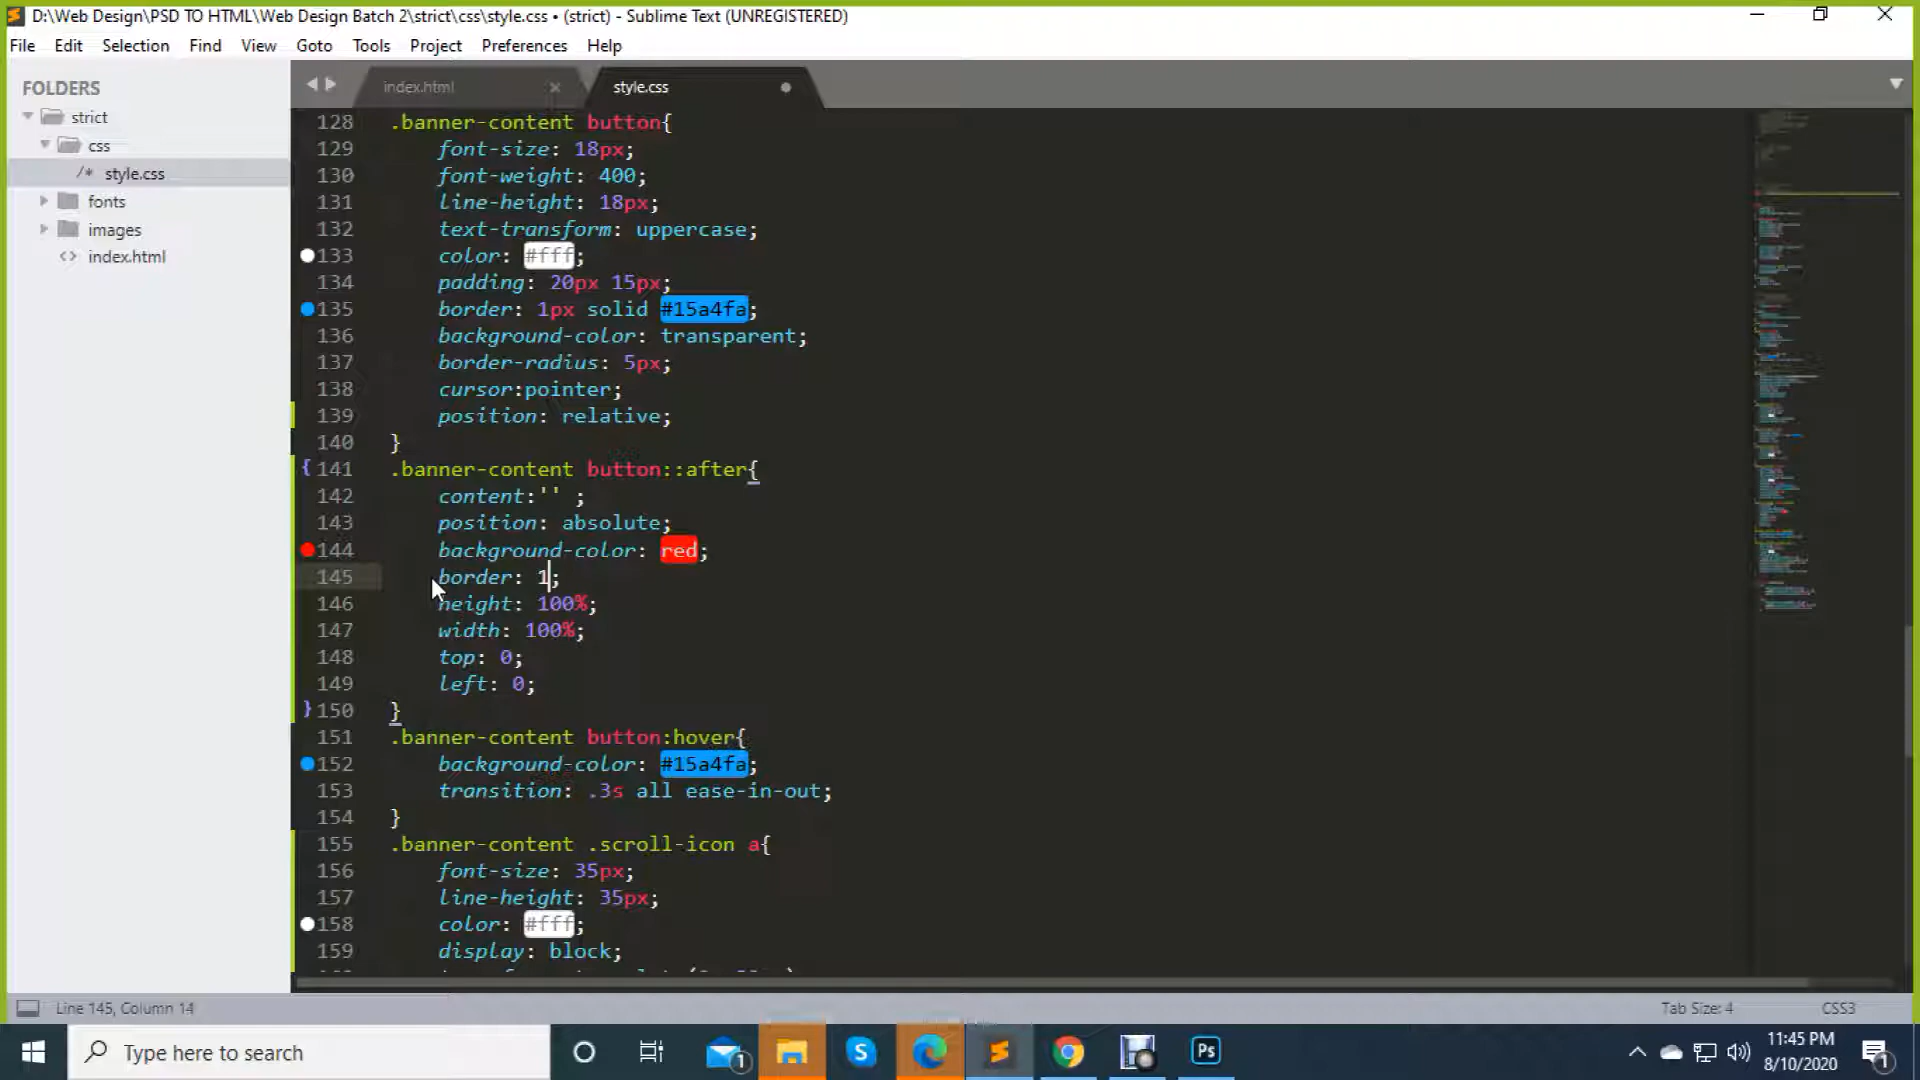 D:\Web Design\PSD TO HTML\Web Design Batch 2\strict\css\style.css • (strict) - Sublime Text (UNREGISTERED)
File Edit Selection Find View Goto Tools Project Preferences Help
FOLDERS
strict
css
/* style.css
fonts
images
<> index.html
index.html × style.css
128 .banner-content button{
129 font-size: 18px;
130 font-weight: 400;
131 line-height: 18px;
132 text-transform: uppercase;
133 color: #fff;
134 padding: 20px 15px;
135 border: 1px solid #15a4fa;
136 background-color: transparent;
137 border-radius: 5px;
138 cursor:pointer;
139 position: relative;
140 }
{ 141 .banner-content button::after{
142 content:'' ;
143 position: absolute;
144 background-color: red;
145 border: 1;
146 height: 100%;
147 width: 100%;
148 top: 0;
149 left: 0;
} 150 }
151 .banner-content button:hover{
152 background-color: #15a4fa;
153 transition: .3s all ease-in-out;
154 }
155 .banner-content .scroll-icon a{
156 font-size: 35px;
157 line-height: 35px;
158 color: #fff;
159 display: block;
Line 145, Column 14
Tab Size: 4
CSS3
Type here to search
1
S
Ps
11:45 PM
8/10/2020
1